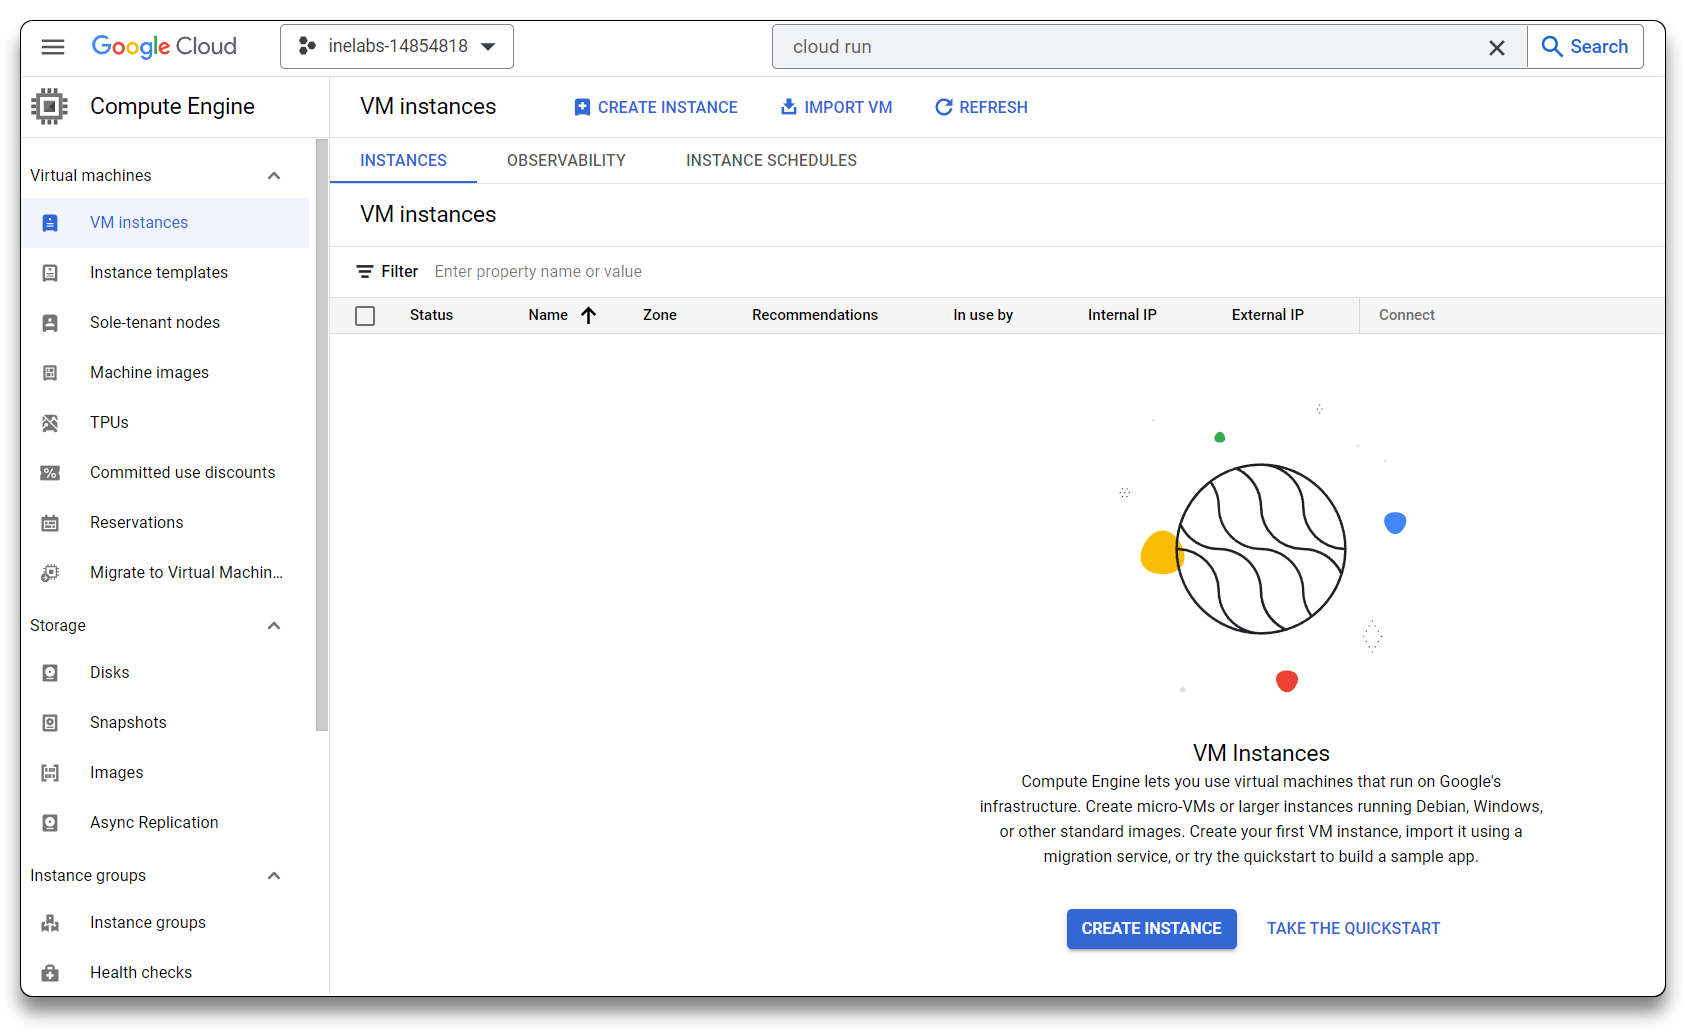 Google Cloud
inelabs-14854818
cloud run
Search
Compute Engine
VM instances
CREATE INSTANCE
IMPORT VM
REFRESH
INSTANCES
OBSERVABILITY
INSTANCE SCHEDULES
Virtual machines
VM instances
Instance templates
Sole-tenant nodes
Machine images
TPUs
Committed use discounts
Reservations
Migrate to Virtual Machin...
Storage
Disks
Snapshots
Images
Async Replication
Instance groups
Instance groups
Health checks
VM instances
Filter Enter property name or value
Status Name Zone Recommendations In use by Internal IP External IP Connect
VM Instances
Compute Engine lets you use virtual machines that run on Google's
infrastructure. Create micro-VMs or larger instances running Debian, Windows,
or other standard images. Create your first VM instance, import it using a
migration service, or try the quickstart to build a sample app.
CREATE INSTANCE
TAKE THE QUICKSTART